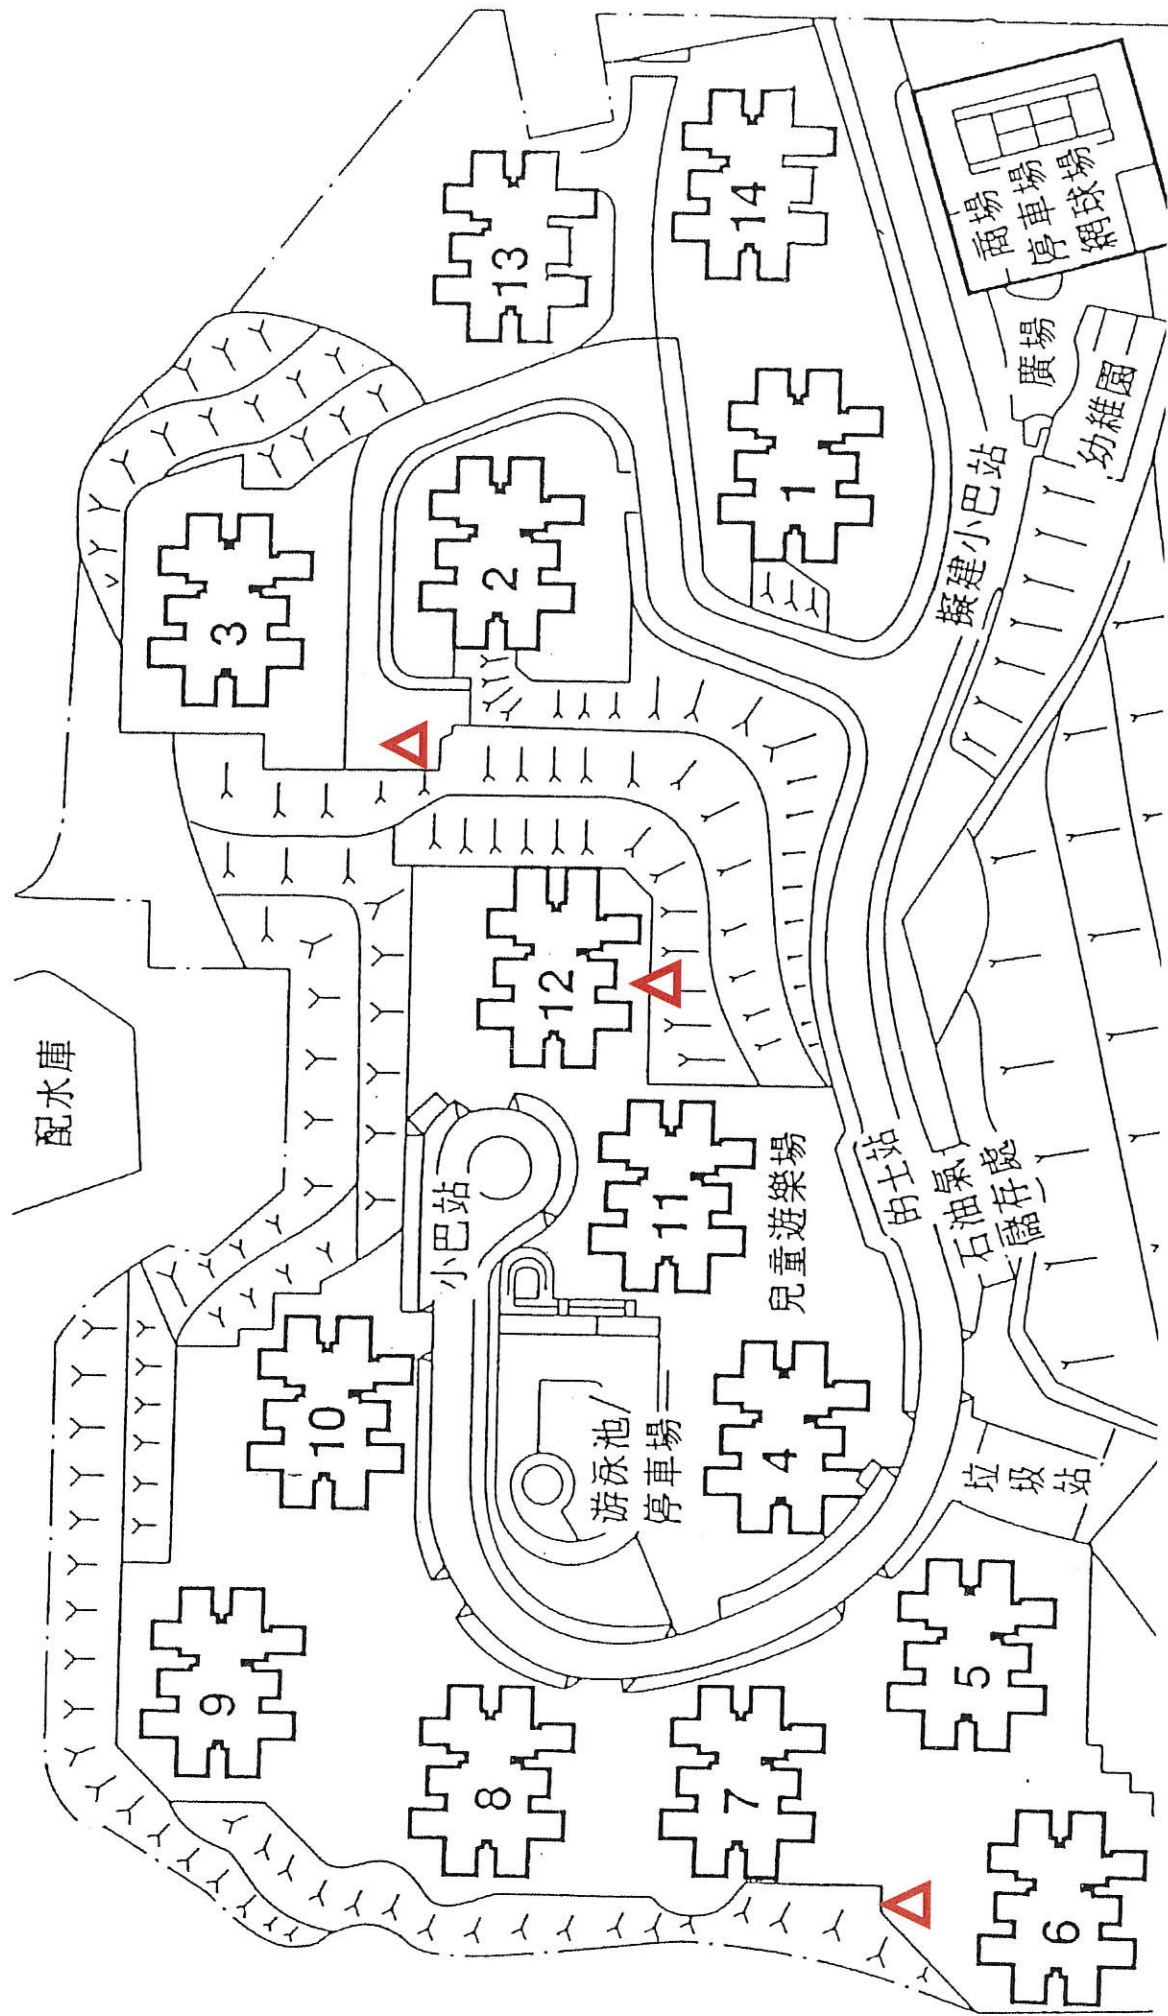 配水庫
9
3
10
小巴站
8
2
13
12
游泳池
停車場
11
7
14
4
兒童遊樂場
1
的士站
石油氣
儲存處
5
擬建小巴站
商場
停車場
網球場
廣場
垃圾站
6
幼稚園